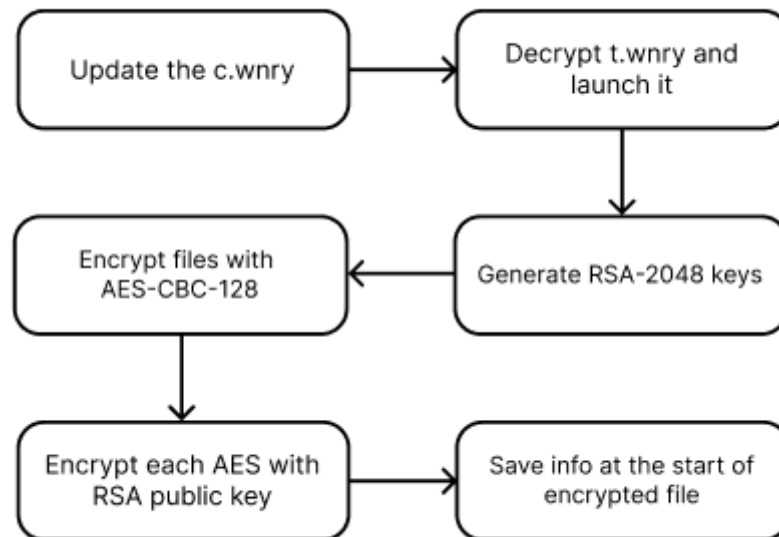 Update the c.wnry
Decrypt t.wnry and
launch it
Generate RSA-2048 keys
Encrypt files with
AES-CBC-128
Encrypt each AES with
RSA public key
Save info at the start of
encrypted file